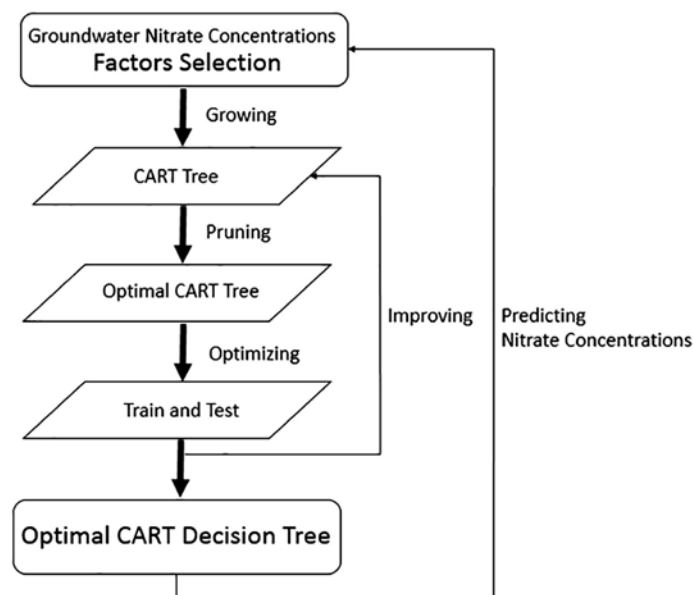 Groundwater Nitrate Concentrations
Factors Selection
Growing
CART Tree
Pruning
Optimal CART Tree
Improving
Predicting
Nitrate Concentrations
Optimizing
Train and Test
Optimal CART Decision Tree